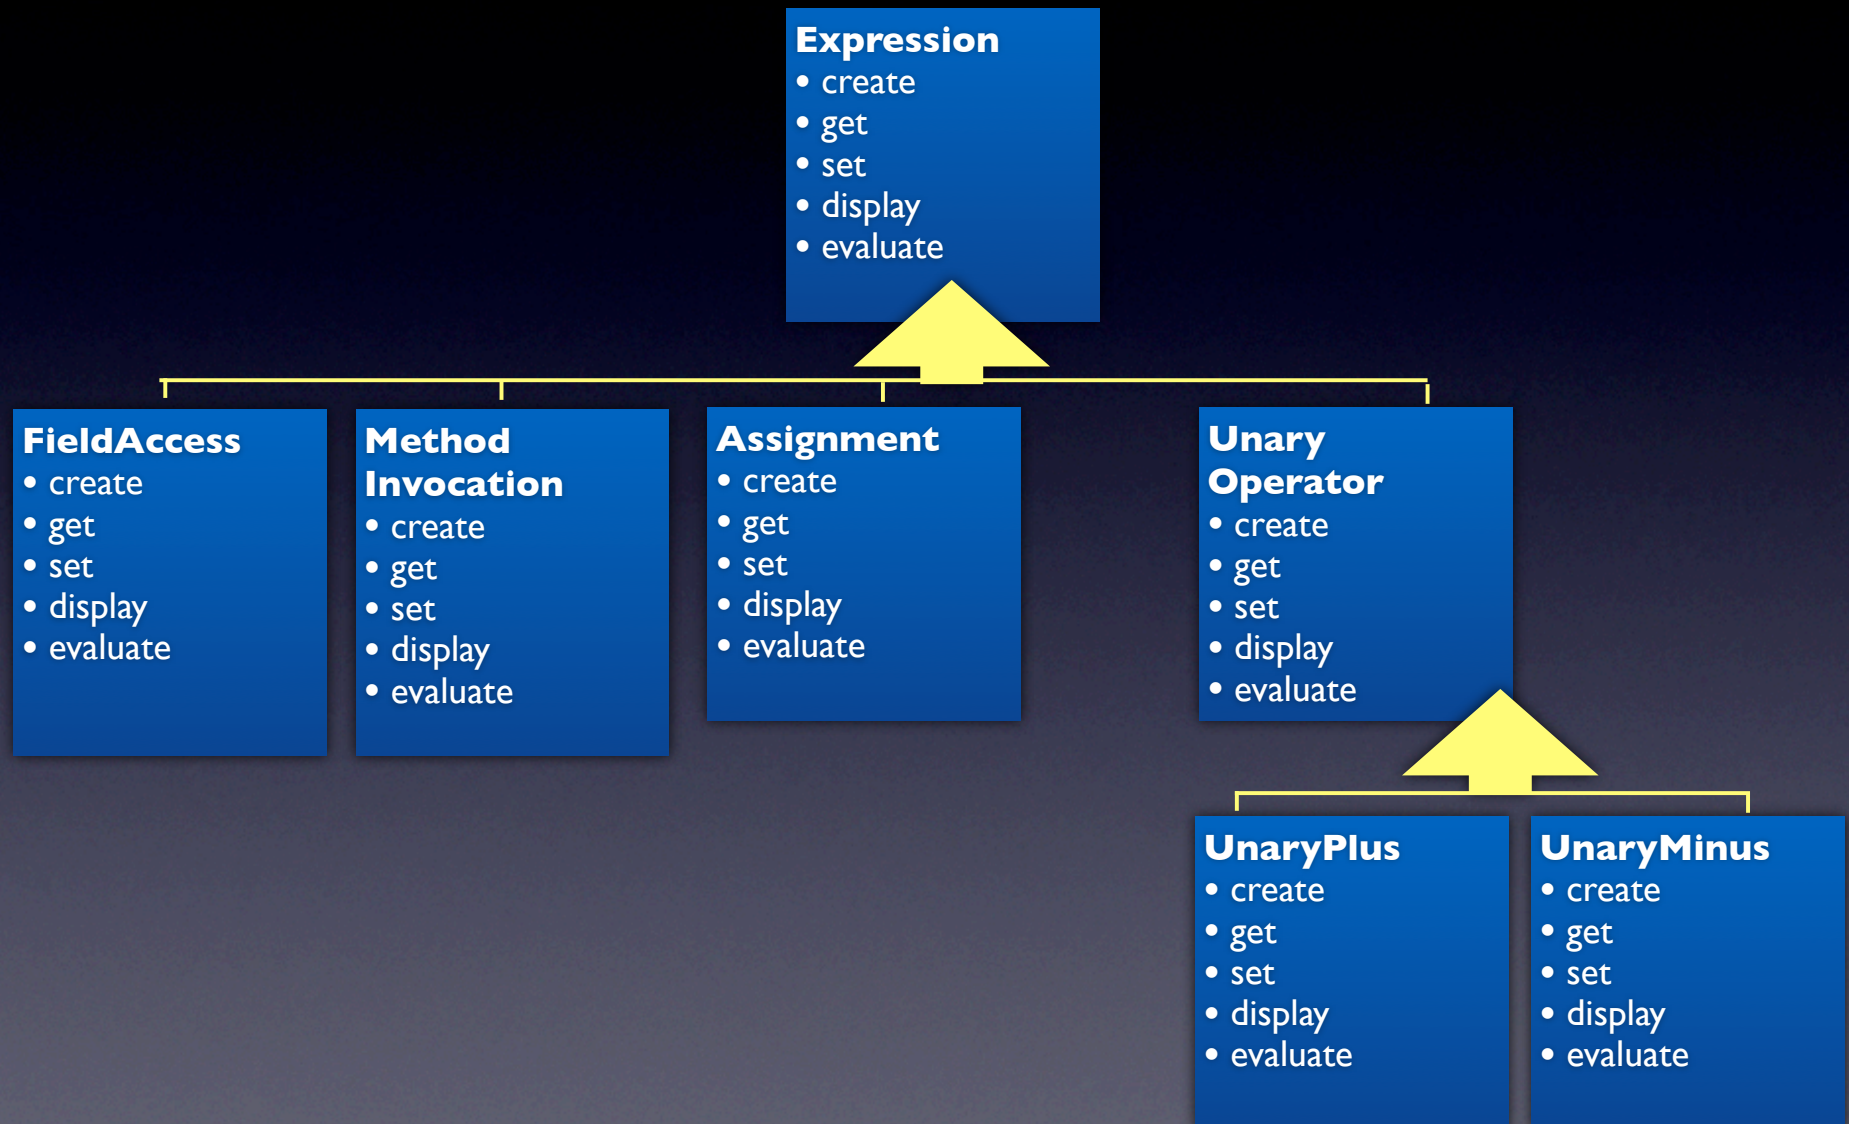 Expression
• create
• get
• set
• display
• evaluate
FieldAccess
• create
• get
• set
• display
• evaluate
Method
Invocation
• create
• get
• set
• display
• evaluate
Assignment
• create
• get
• set
• display
• evaluate
Unary
Operator
• create
• get
• set
• display
• evaluate
UnaryPlus
• create
• get
• set
• display
• evaluate
UnaryMinus
• create
• get
• set
• display
• evaluate